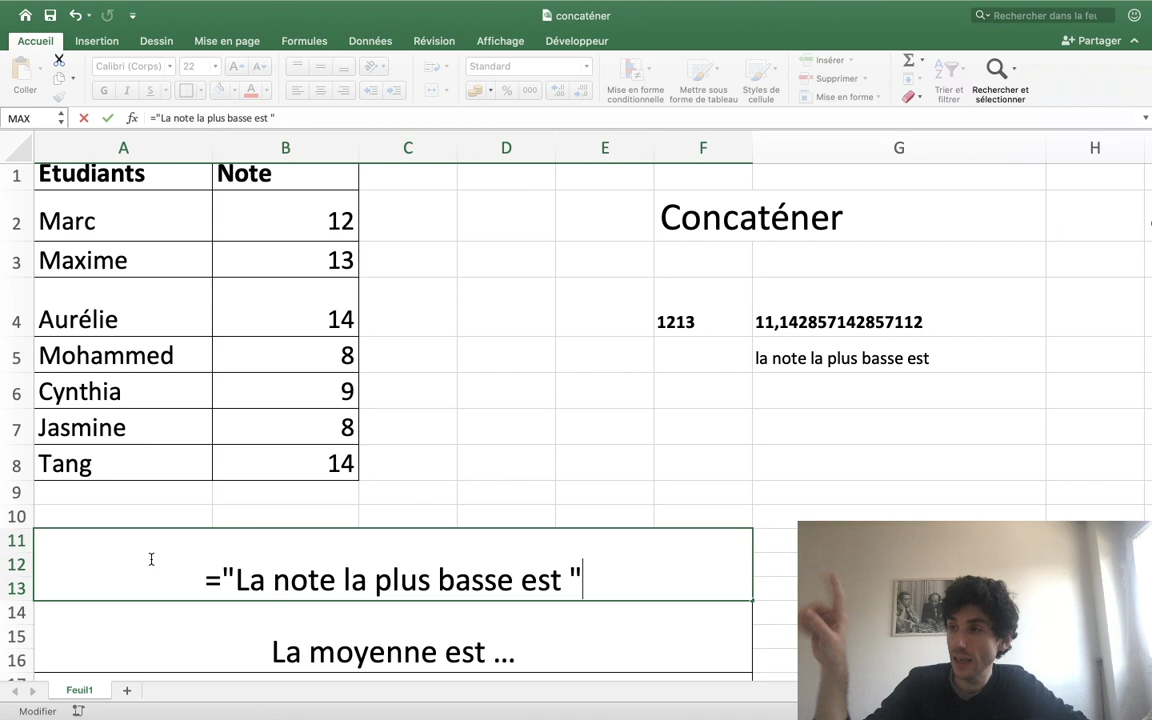 concaténer
Rechercher dans la feu
Accueil Insertion Dessin Mise en page Formules Données Révision Affichage Développeur Partager
Calibri (Corps) 22 Standard Insérer
Supprimer
Coller G I S % 000 Mise en forme conditionnelle Mettre sous forme de tableau Styles de cellule Mise en forme Trier et filtrer Rechercher et sélectionner
MAX fx ="La note la plus basse est "
A B C D E F G H
1 Etudiants Note
2 Marc 12 Concaténer
3 Maxime 13
4 Aurélie 14 1213 11,142857142857112
5 Mohammed 8 la note la plus basse est
6 Cynthia 9
7 Jasmine 8
8 Tang 14
9
10
11
12
13 ="La note la plus basse est "
14
15
16 La moyenne est ...
Feuil1
Modifier